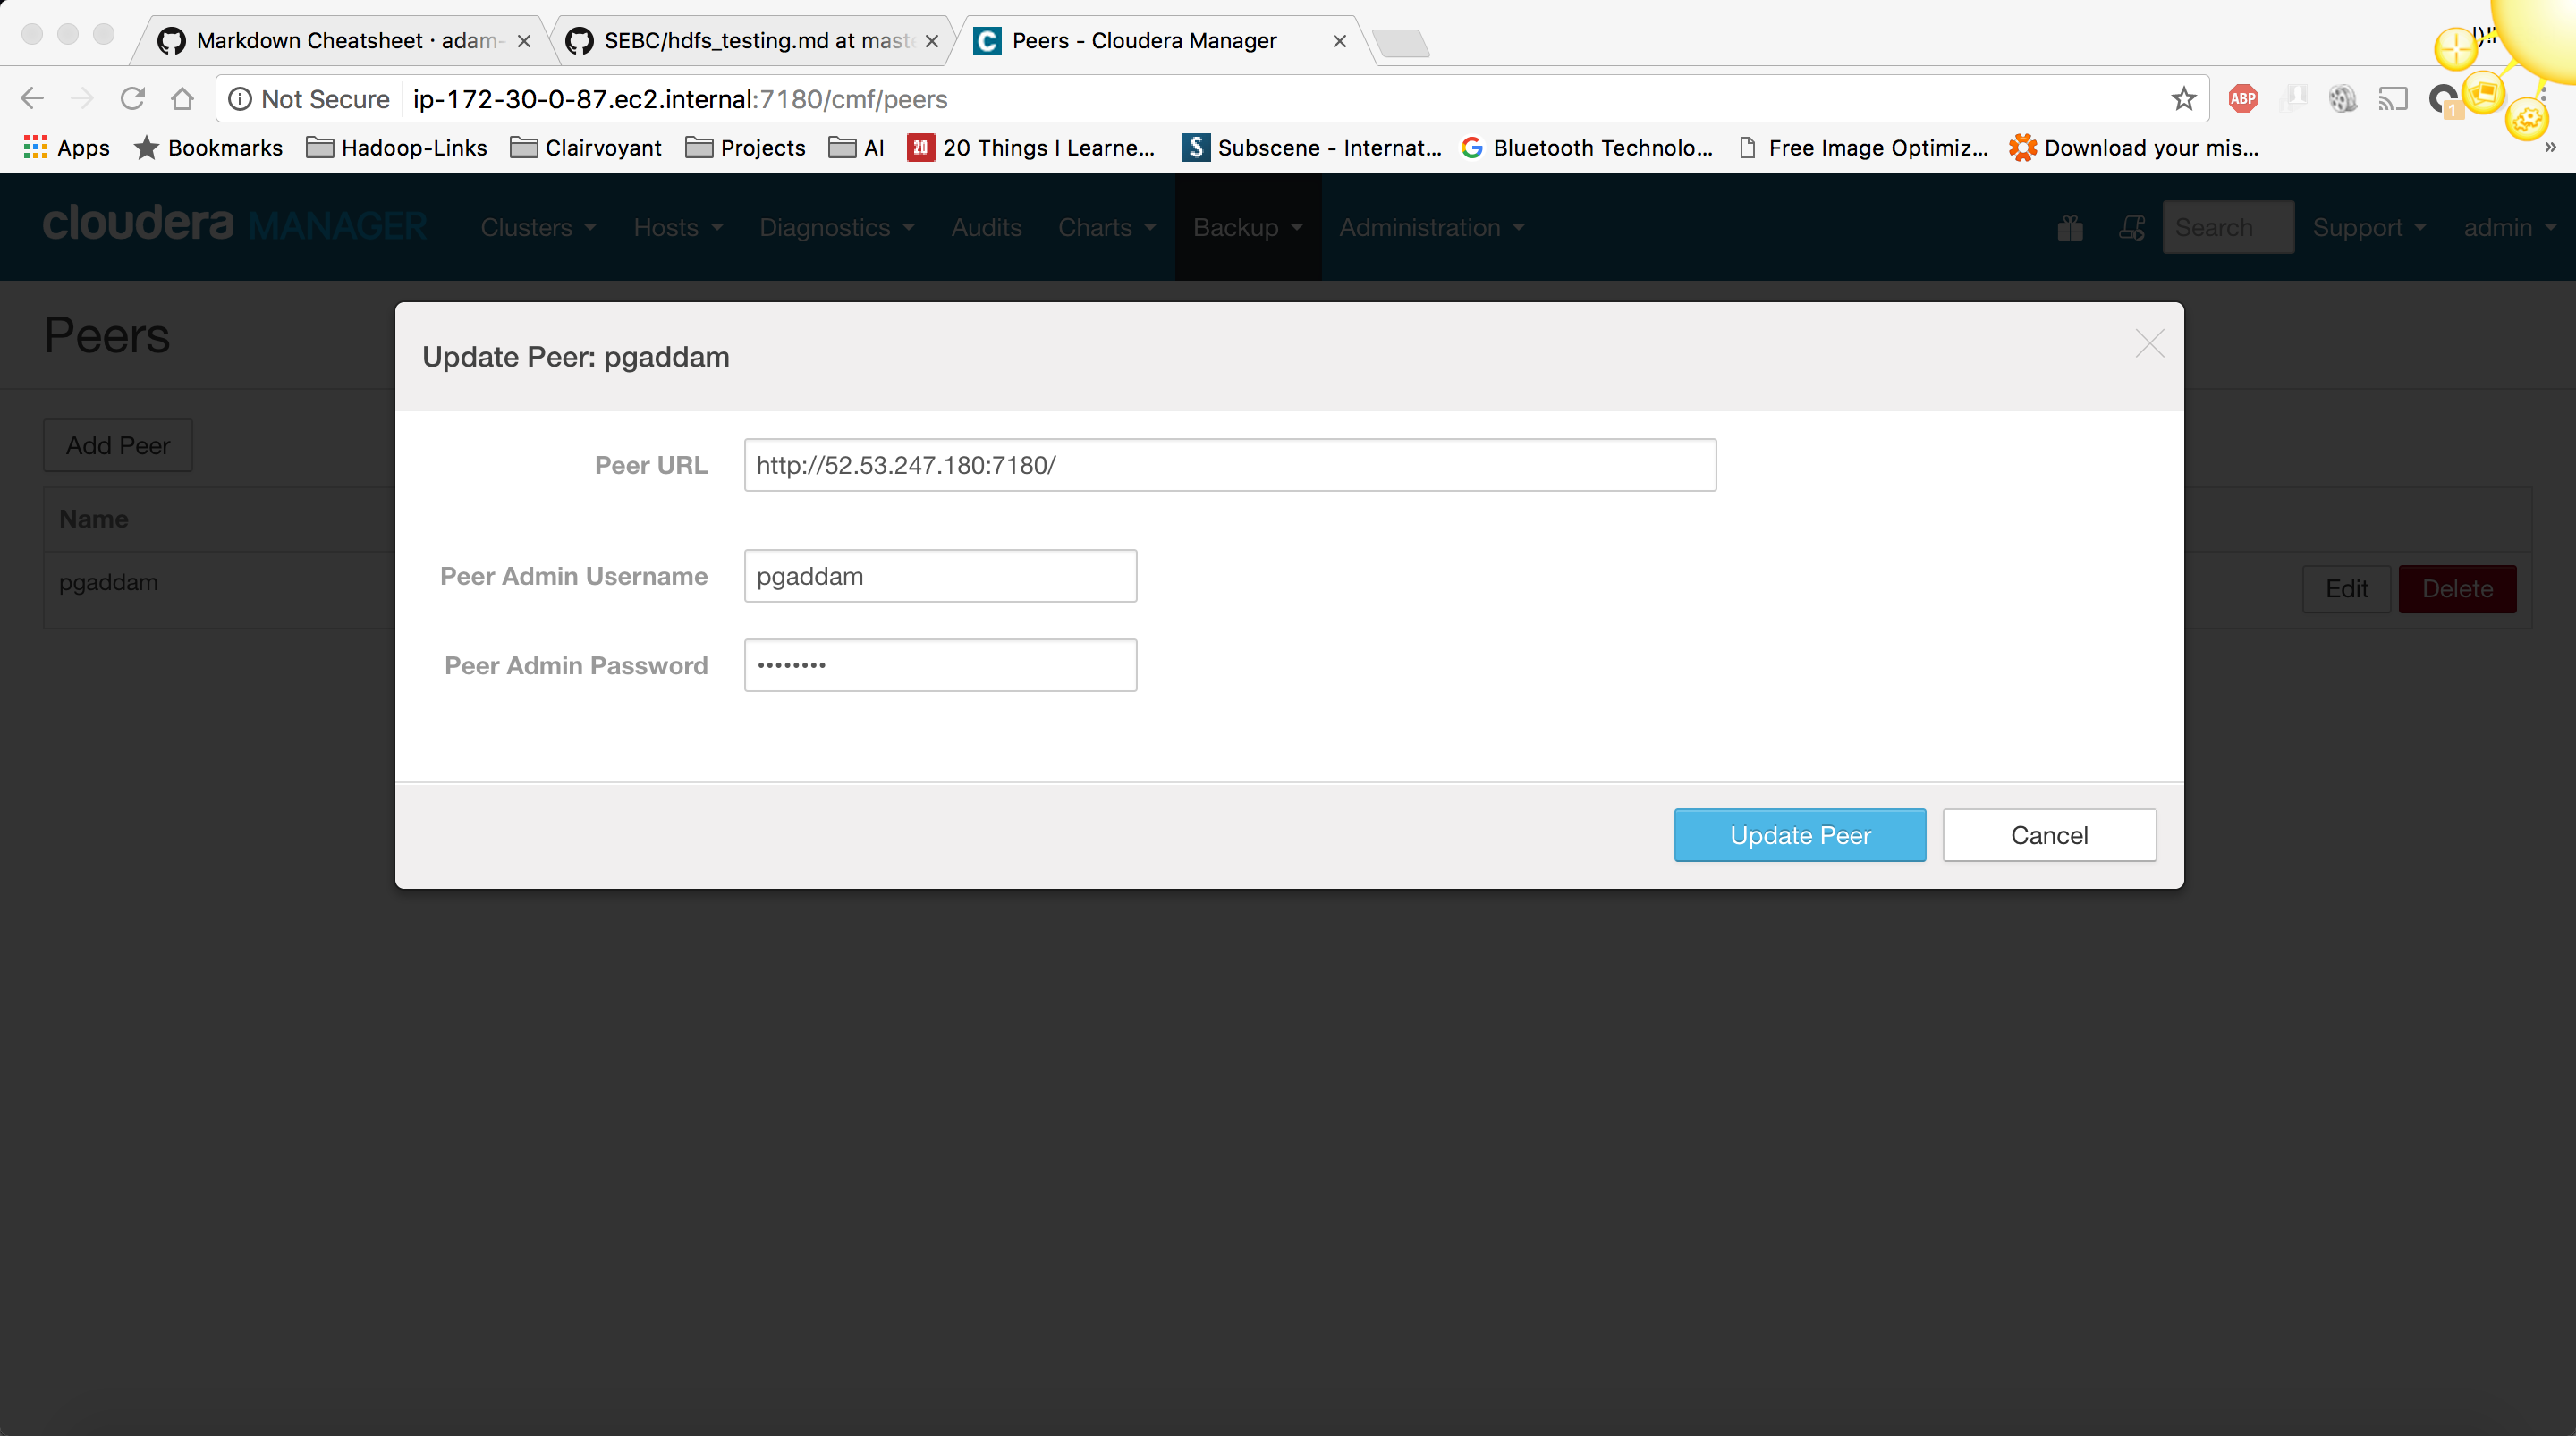 Markdown Cheatsheet · adam-
SEBC/hdfs_testing.md at maste
Peers - Cloudera Manager
Not Secure
ip-172-30-0-87.ec2.internal:7180/cmf/peers
ABP
1
Apps
Bookmarks
Hadoop-Links
Clairvoyant
Projects
AI
20
20 Things I Learne...
S
Subscene - Internat...
Bluetooth Technolo...
Free Image Optimiz...
Download your mis...
»
cloudera MANAGER
Clusters
Hosts
Diagnostics
Audits
Charts
Backup
Administration
Search
Support
admin
Peers
Add Peer
Name
pgaddam
Edit
Delete
Update Peer: pgaddam
Peer URL
http://52.53.247.180:7180/
Peer Admin Username
pgaddam
Peer Admin Password
••••••••
Update Peer
Cancel